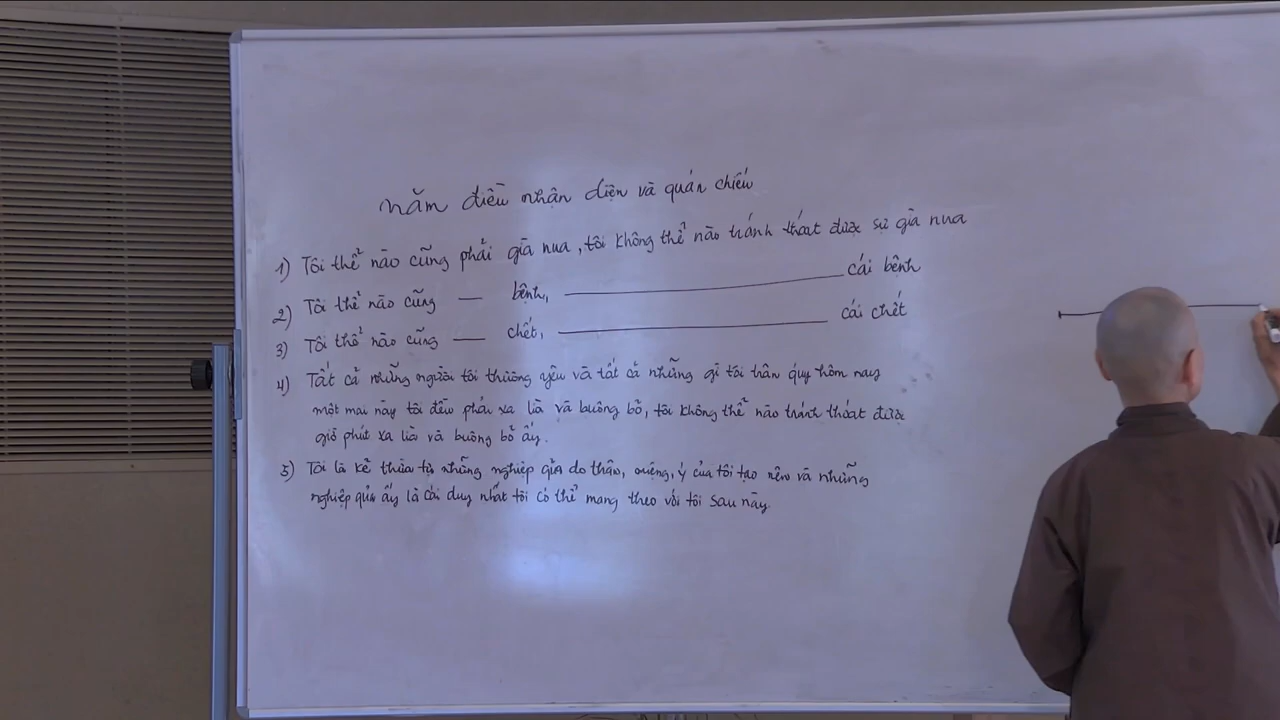 Năm điều nhận diện và quán chiếu
1) Tôi thế nào cũng phải già nua, tôi không thể nào tránh thoát được sự già nua
2) Tôi thế nào cũng — bệnh, ______ cái bệnh
3) Tôi thế nào cũng — chết, ______ cái chết
4) Tất cả những người tôi thương yêu và tất cả những gì tôi trân quý hôm nay
một mai này tôi đều phải xa lìa và buông bỏ, tôi không thể nào tránh thoát được
giờ phút xa lìa và buông bỏ ấy.
5) Tôi là kẻ thừa tự những nghiệp quả do thân, miệng, ý của tôi tạo nên và những
nghiệp quả ấy là cái duy nhất tôi có thể mang theo với tôi sau này.